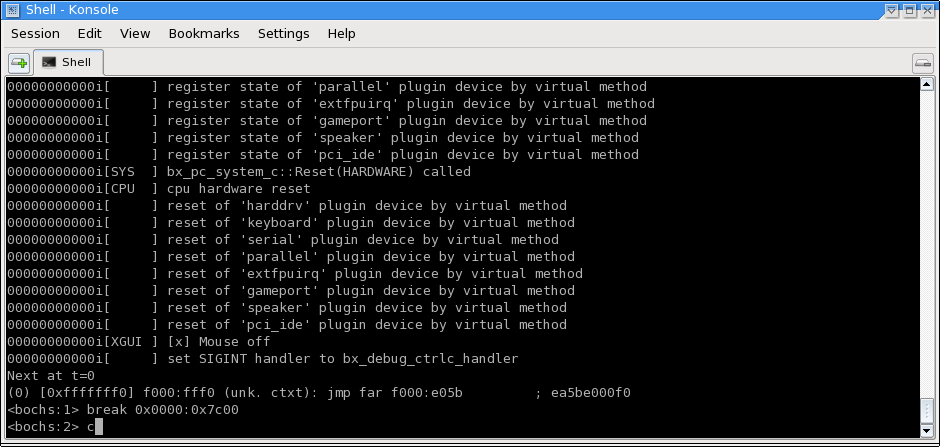 Shell - Konsole
Session Edit View Bookmarks Settings Help
Shell
00000000000i[     ] register state of 'parallel' plugin device by virtual method
00000000000i[     ] register state of 'extfpuirq' plugin device by virtual method
00000000000i[     ] register state of 'gameport' plugin device by virtual method
00000000000i[     ] register state of 'speaker' plugin device by virtual method
00000000000i[     ] register state of 'pci_ide' plugin device by virtual method
00000000000i[SYS  ] bx_pc_system_c::Reset(HARDWARE) called
00000000000i[CPU  ] cpu hardware reset
00000000000i[     ] reset of 'harddrv' plugin device by virtual method
00000000000i[     ] reset of 'keyboard' plugin device by virtual method
00000000000i[     ] reset of 'serial' plugin device by virtual method
00000000000i[     ] reset of 'parallel' plugin device by virtual method
00000000000i[     ] reset of 'extfpuirq' plugin device by virtual method
00000000000i[     ] reset of 'gameport' plugin device by virtual method
00000000000i[     ] reset of 'speaker' plugin device by virtual method
00000000000i[     ] reset of 'pci_ide' plugin device by virtual method
00000000000i[XGUI ] [x] Mouse off
00000000000i[     ] set SIGINT handler to bx_debug_ctrlc_handler
Next at t=0
(0) [0xfffffff0] f000:fff0 (unk. ctxt): jmp far f000:e05b         ; ea5be000f0
<bochs:1> break 0x0000:0x7c00
<bochs:2> c